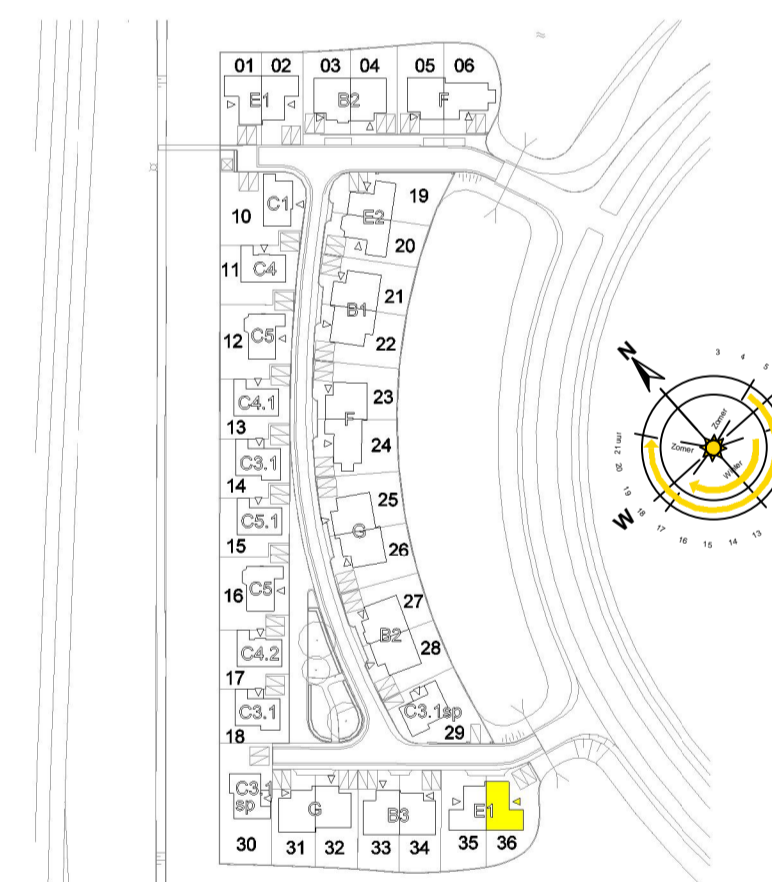 01 02 03 04 05 06
E1 B2 F
10 C1 E2 19
20
11 C4
21
B1
12 C5 22
C4.1 F 23
13 24
C3.1
14 25
C5.1 G
15 26
16 C5 27
B2
C4.2 28
17
C3.1 C3.1sp
18 29
C3.1
sp G B3 E1
30 31 32 33 34 35 36
N
W
3 4 5
Zomer
Zomer
Winter
21 uur
20
19
18
17 16 15 14 13